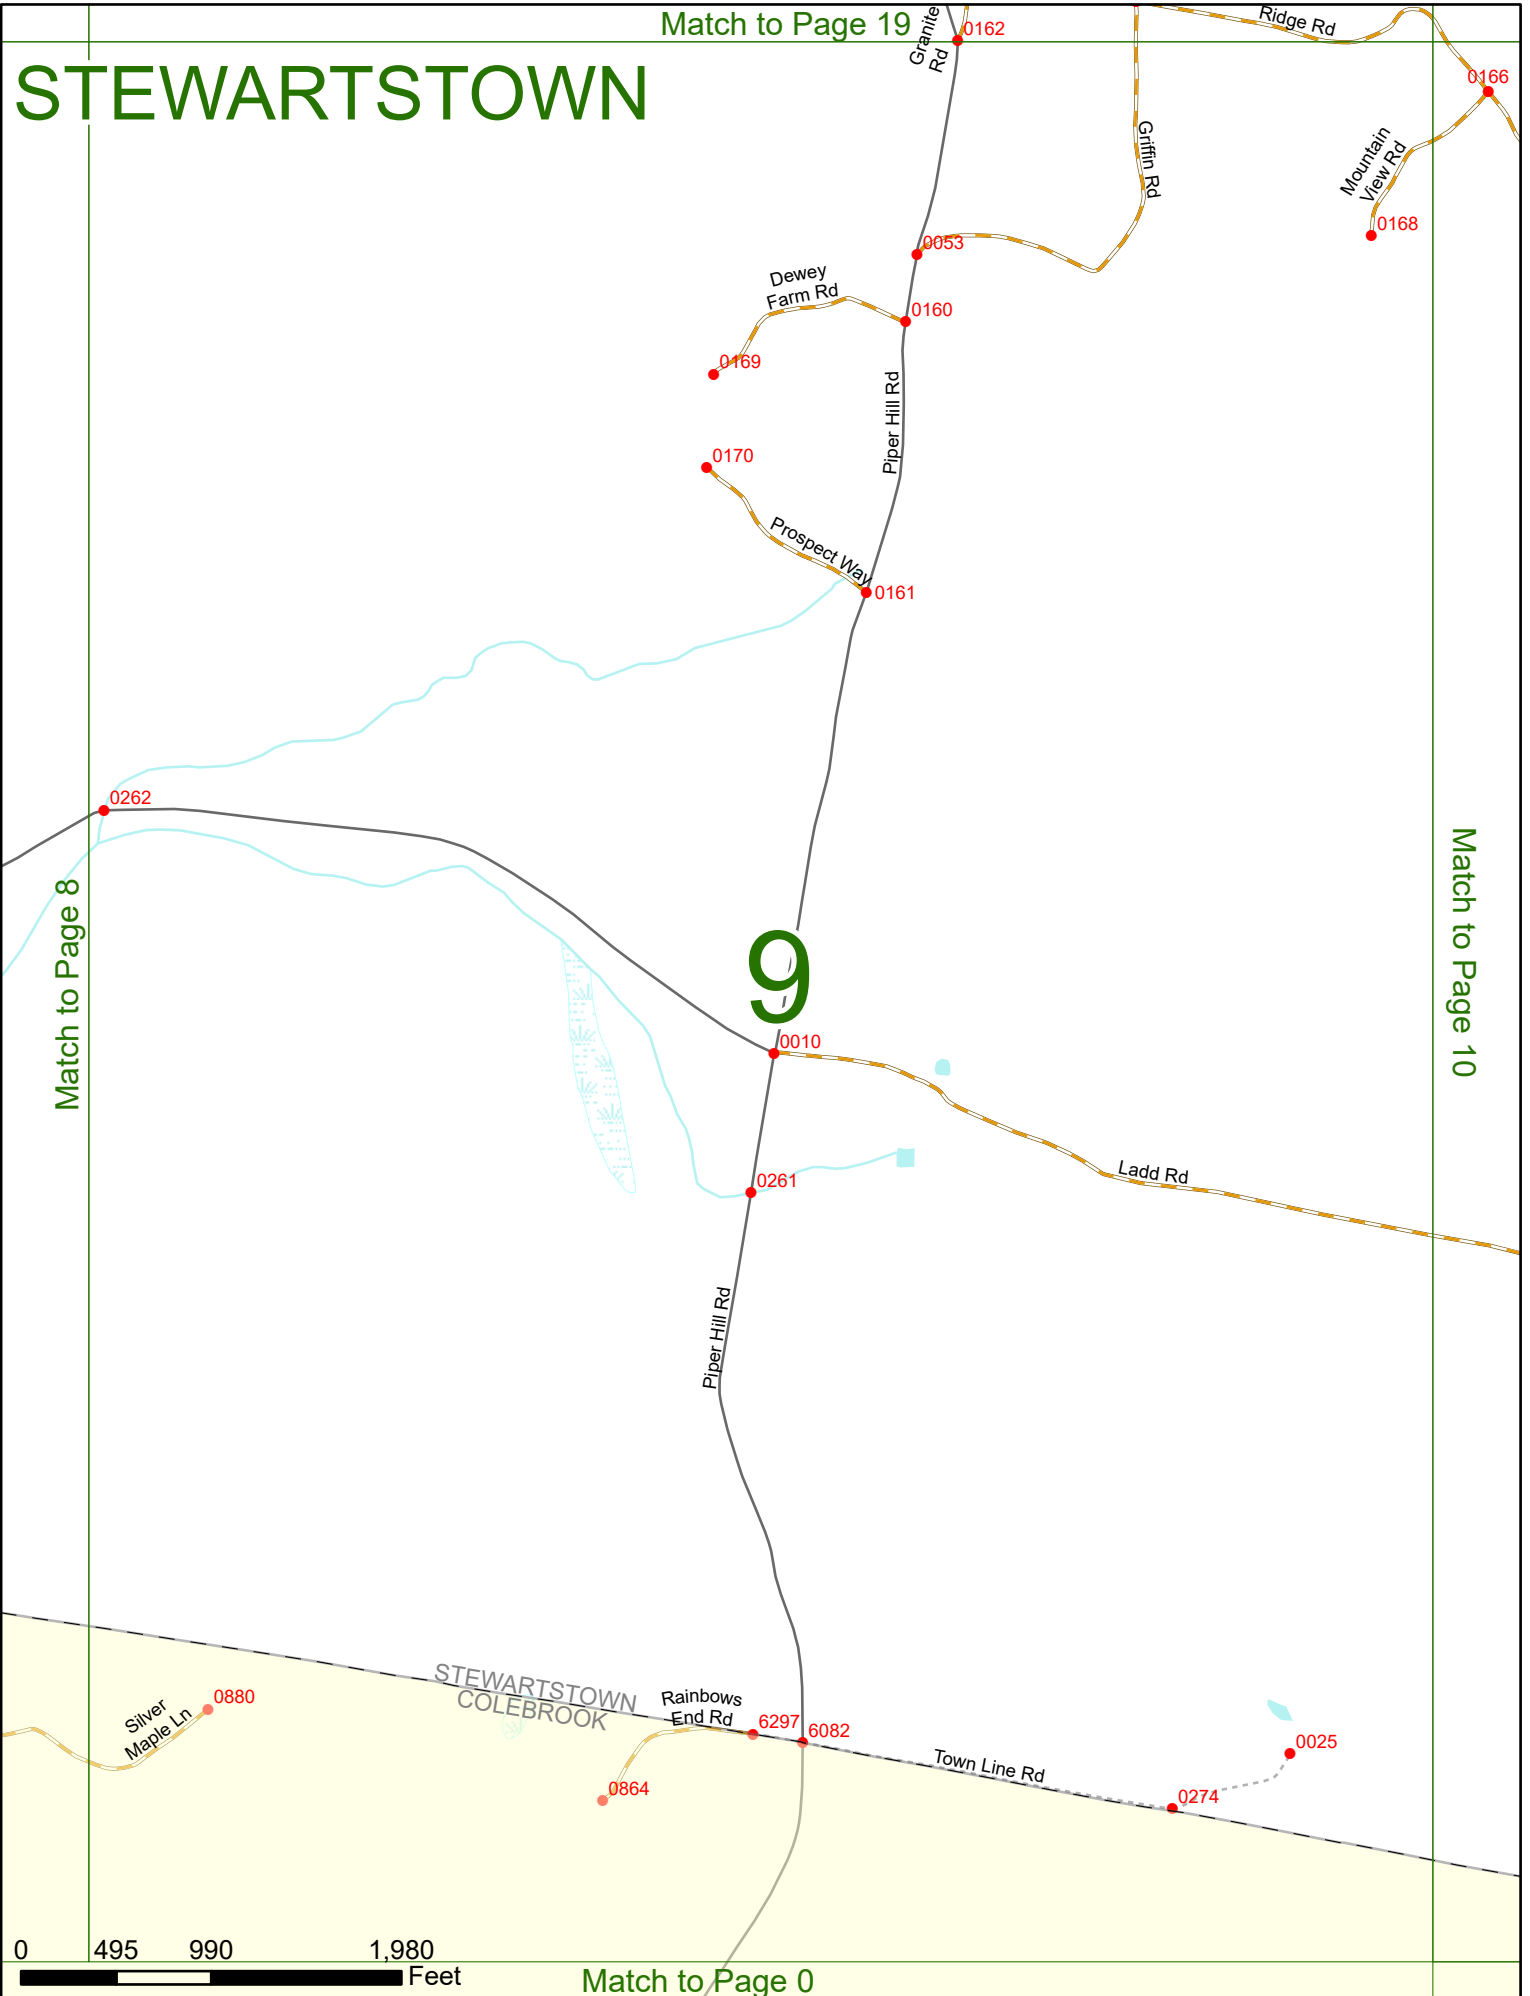 Match to Page 19
Granite
Rd
0162
Ridge Rd
STEWARTSTOWN
0166
Griffin Rd
Mountain
View Rd
0168
0053
Dewey
Farm Rd
0160
0169
Piper Hill Rd
0170
Prospect Way
0161
0262
Match to Page 8
Match to Page 10
9
0010
Ladd Rd
0261
Piper Hill Rd
STEWARTSTOWN
COLEBROOK
0880
Silver
Maple Ln
Rainbows
End Rd
6297
6082
Town Line Rd
0025
0864
0274
0 495 990 1,980
Feet
Match to Page 0